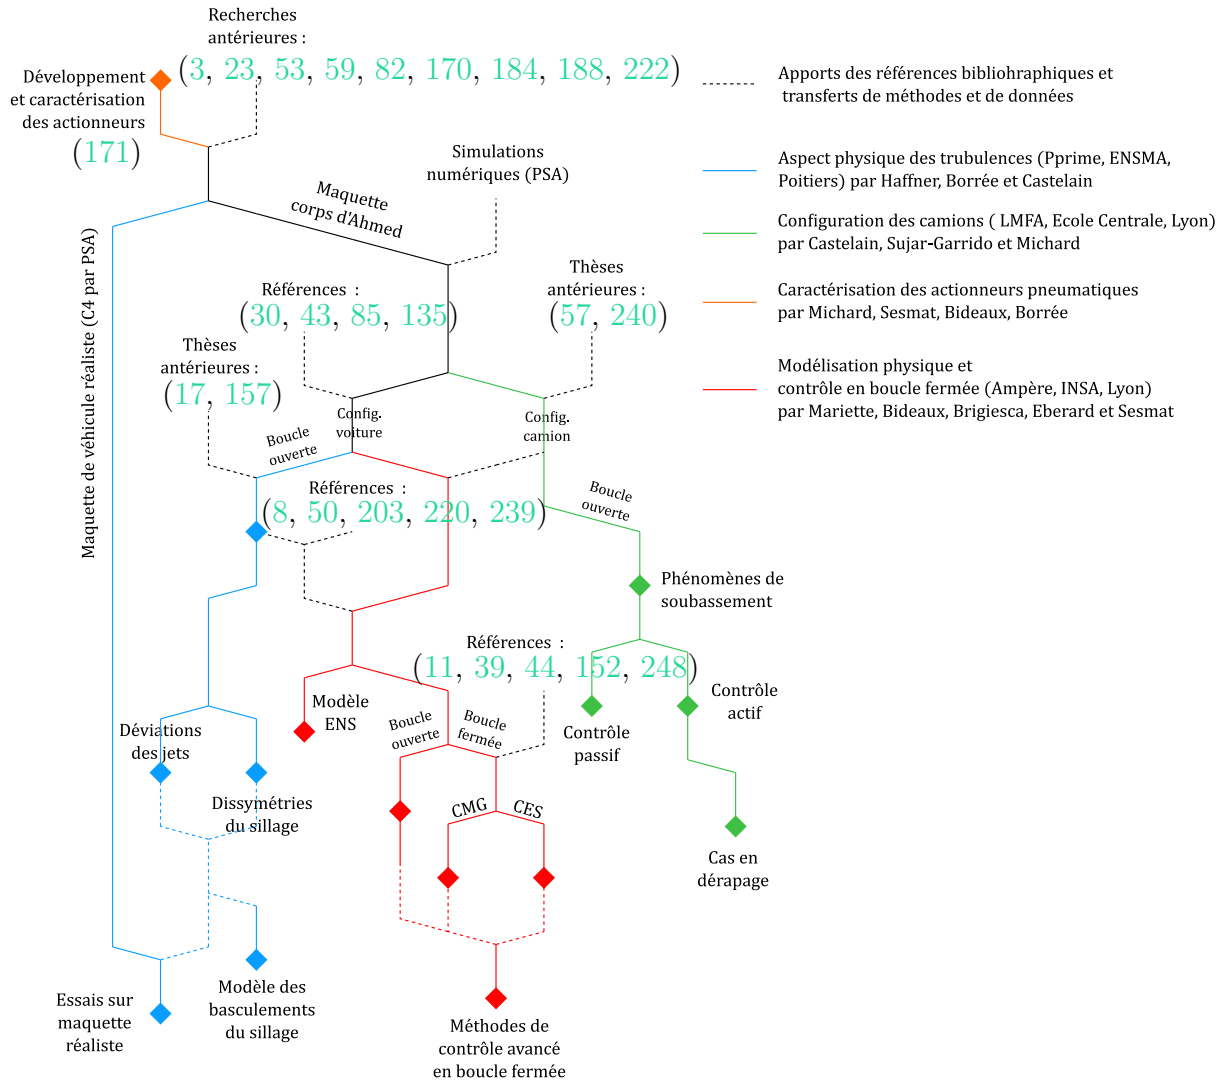 Recherches
antérieures :
(3, 23, 53, 59, 82, 170, 184, 188, 222)
Développement
et caractérisation
des actionneurs
(171)
Apports des références bibliohraphiques et
transferts de méthodes et de données
Aspect physique des trubulences (Pprime, ENSMA,
Poitiers) par Haffner, Borrée et Castelain
Configuration des camions ( LMFA, Ecole Centrale, Lyon)
par Castelain, Sujar-Garrido et Michard
Caractérisation des actionneurs pneumatiques
par Michard, Sesmat, Bideaux, Borrée
Modélisation physique et
contrôle en boucle fermée (Ampère, INSA, Lyon)
par Mariette, Bideaux, Brigiesca, Eberard et Sesmat
Simulations
numériques (PSA)
Maquette
corps d'Ahmed
Maquette de véhicule réaliste (C4 par PSA)
Références :
(30, 43, 85, 135)
Thèses
antérieures :
(57, 240)
Thèses
antérieures :
(17, 157)
Config.
voiture
Config.
camion
Boucle
ouverte
Références :
(8, 50, 203, 220, 239)
Boucle
ouverte
Phénomènes de
soubassement
Références :
(11, 39, 44, 152, 248)
Modèle
ENS
Boucle
ouverte
Boucle
fermée
Contrôle
passif
Contrôle
actif
Déviations
des jets
Dissymétries
du sillage
CMG
CES
Cas en
dérapage
Essais sur
maquette
réaliste
Modèle des
basculements
du sillage
Méthodes de
contrôle avancé
en boucle fermée